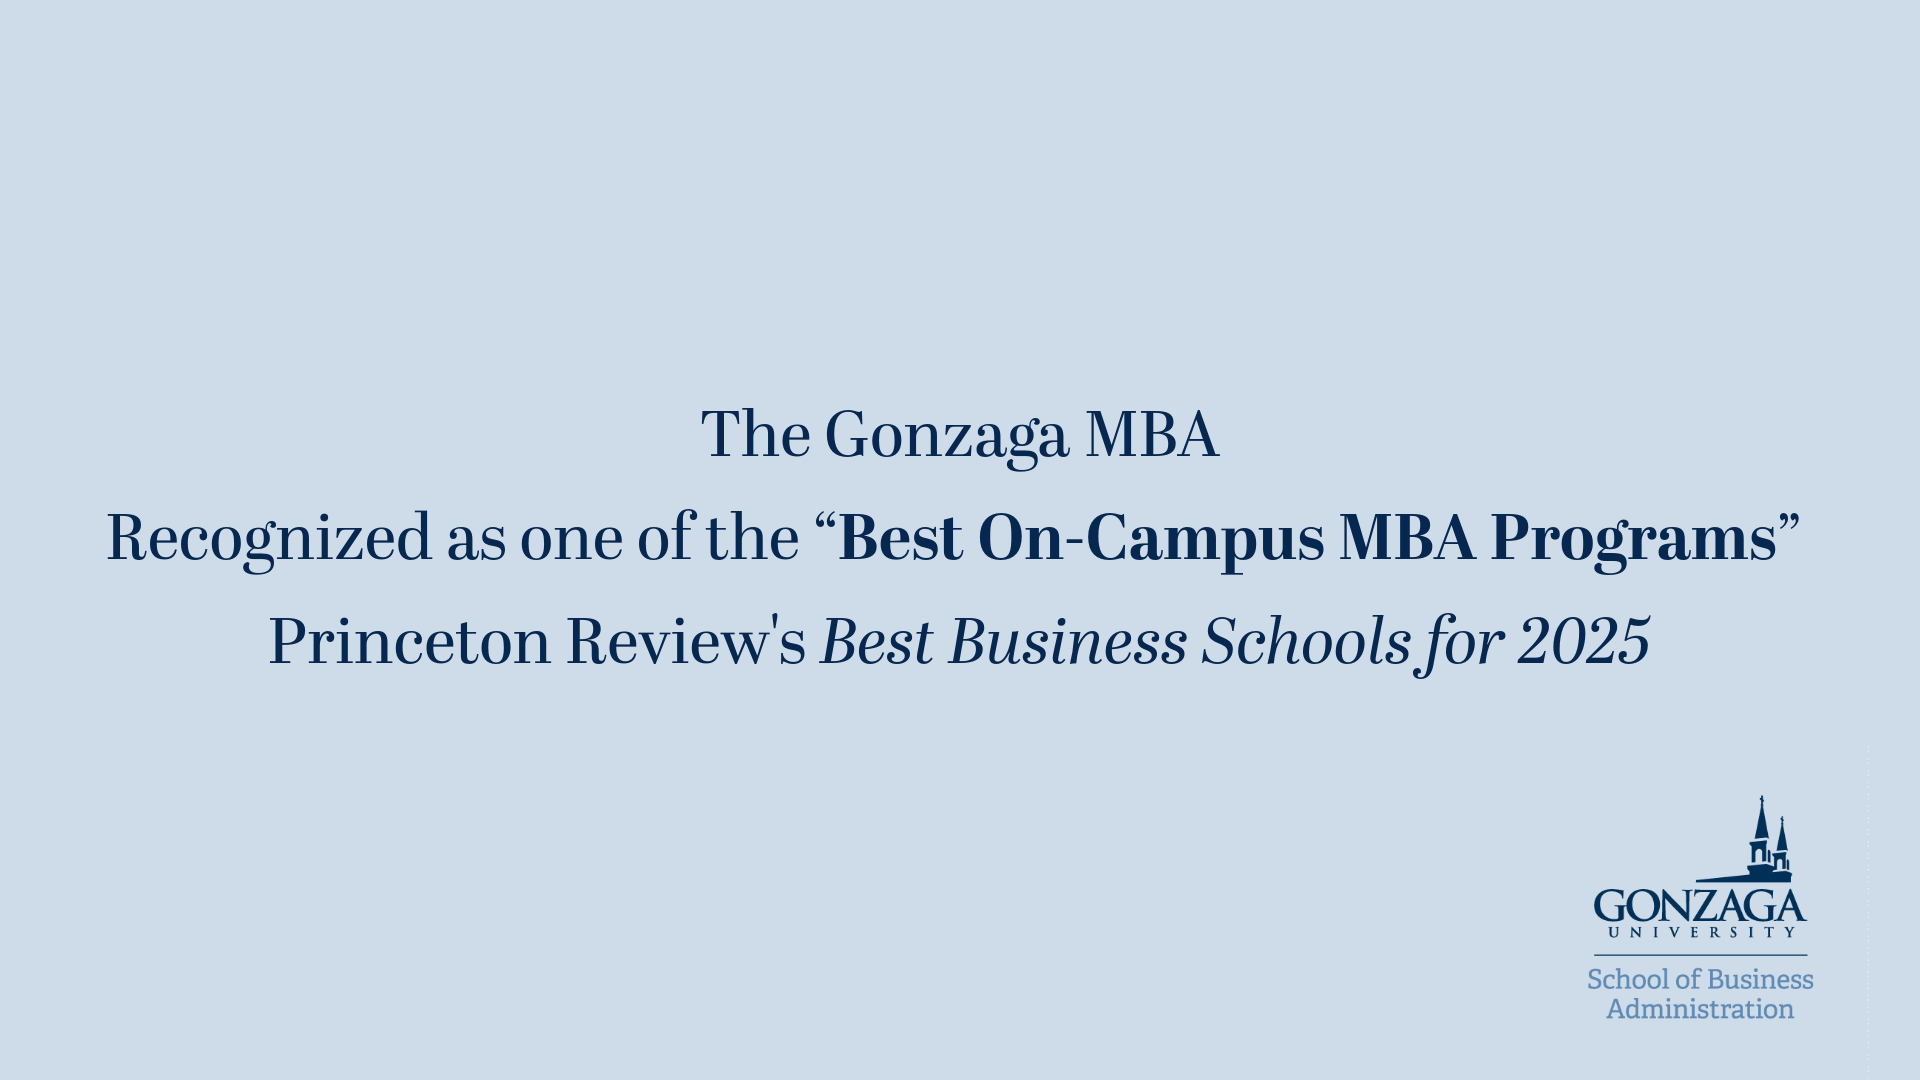 The Gonzaga MBA
Recognized as one of the “Best On-Campus MBA Programs”
Princeton Review's Best Business Schools for 2025
GONZAGA
UNIVERSITY
School of Business
Administration